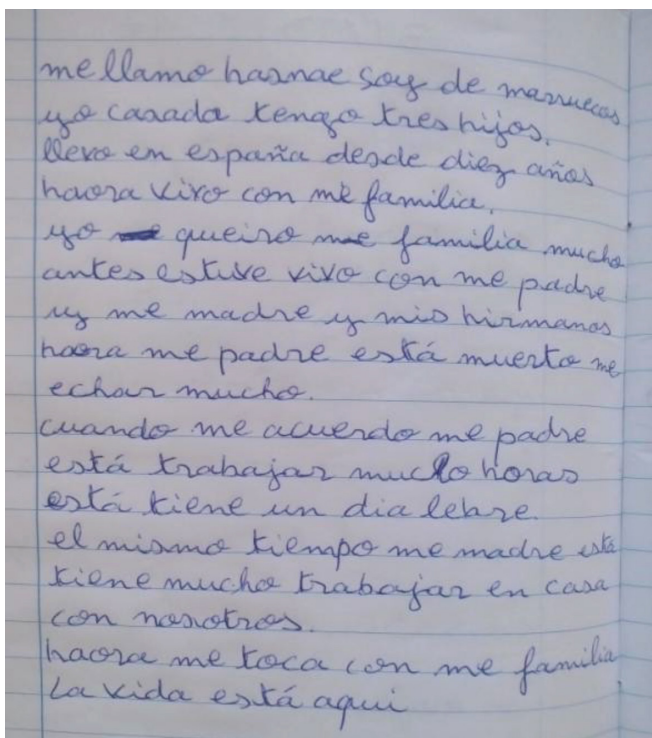 me llamo hasnae soy de marruecos
yo casada tengo tres hijos.
llevo en españa desde diez años
haora vivo con me familia.
yo queiro me familia mucho
antes estuve vivo con me padre
y me madre y mis hirmanos
haora me padre está muerto me
echar mucho.
cuando me acuerdo me padre
está trabajar mucho horas
está tiene un dia lebre.
el mismo tiempo me madre está
tiene mucho trabajar en casa
con nosotros.
haora me toca con me familia
La vida está aqui